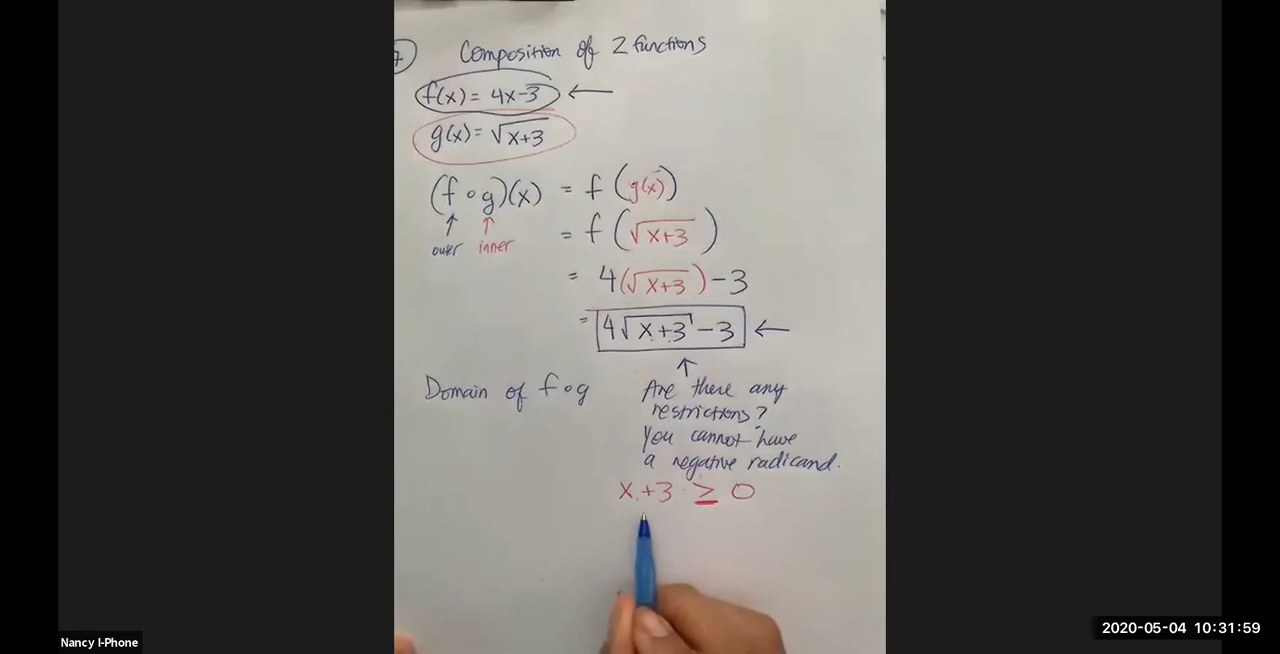 7 Composition of 2 functions
f(x) = 4x-3 ←
g(x) = √x+3
(f ∘ g)(x) = f (g(x))
↑ ↑
outer inner
= f (√x+3)
= 4(√x+3) - 3
= 4√x+3 - 3 ←
↑
Domain of f∘g
Are there any
restrictions?
You cannot have
a negative radicand.
x+3 ≥ 0
Nancy I-Phone
2020-05-04 10:31:59